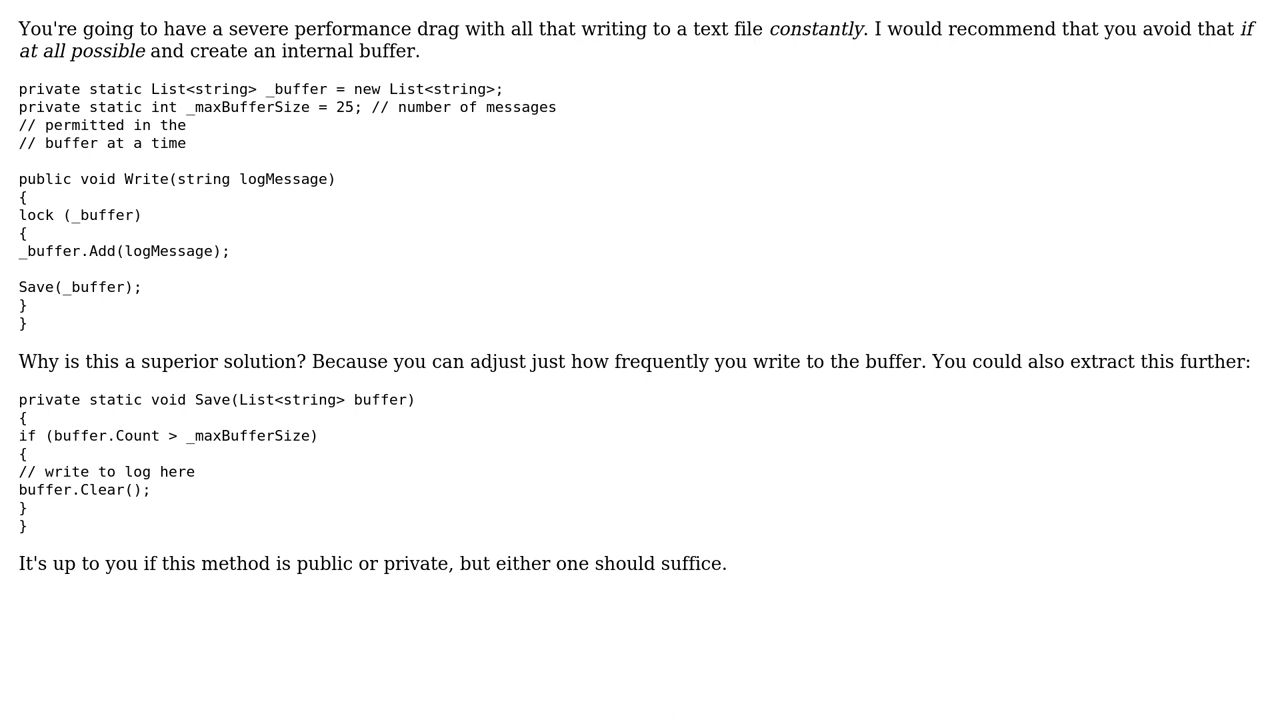 You're going to have a severe performance drag with all that writing to a text file constantly. I would recommend that you avoid that if
at all possible and create an internal buffer.
private static List<string> _buffer = new List<string>;
private static int _maxBufferSize = 25; // number of messages
// permitted in the
// buffer at a time
public void Write(string logMessage)
{
lock (_buffer)
{
_buffer.Add(logMessage);
Save(_buffer);
}
}
Why is this a superior solution? Because you can adjust just how frequently you write to the buffer. You could also extract this further:
private static void Save(List<string> buffer)
{
if (buffer.Count > _maxBufferSize)
{
// write to log here
buffer.Clear();
}
}
It's up to you if this method is public or private, but either one should suffice.